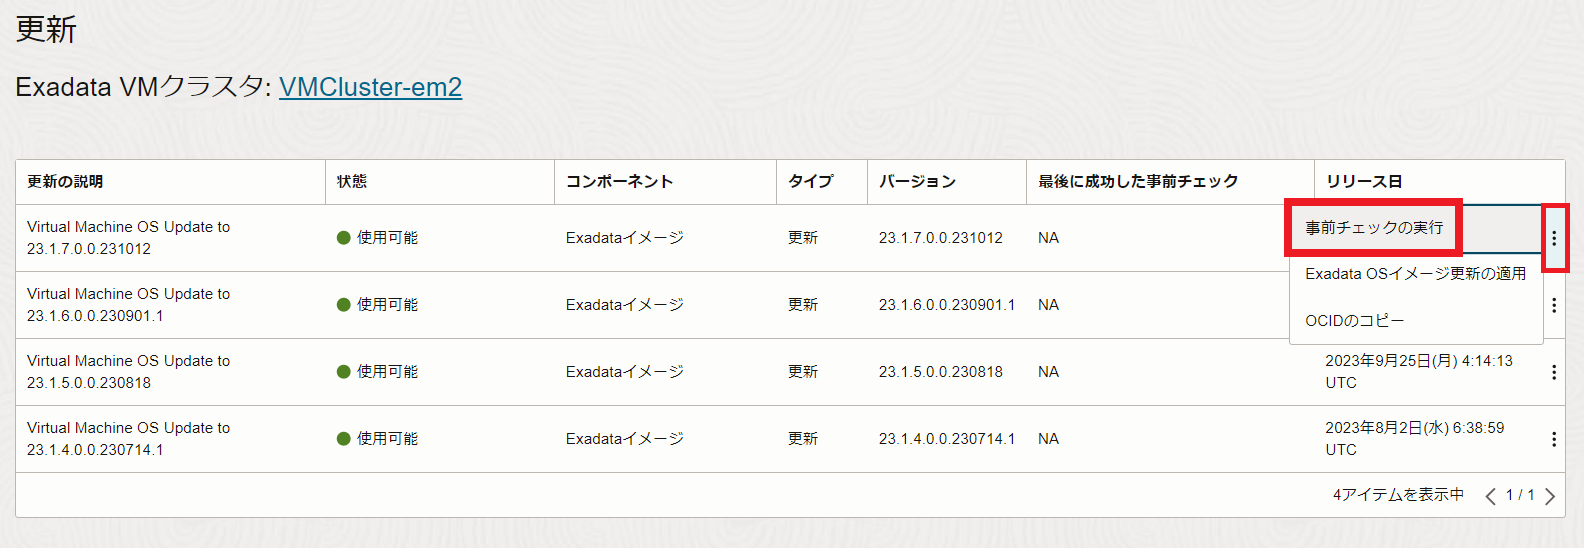 更新
Exadata VMクラスタ: VMCluster-em2
更新の説明 状態 コンポーネント タイプ バージョン 最後に成功した事前チェック リリース日
Virtual Machine OS Update to
23.1.7.0.0.231012
使用可能 Exadataイメージ 更新 23.1.7.0.0.231012 NA
事前チェックの実行
Exadata OSイメージ更新の適用
OCIDのコピー
Virtual Machine OS Update to
23.1.6.0.0.230901.1
使用可能 Exadataイメージ 更新 23.1.6.0.0.230901.1 NA
Virtual Machine OS Update to
23.1.5.0.0.230818
使用可能 Exadataイメージ 更新 23.1.5.0.0.230818 NA
2023年9月25日(月) 4:14:13
UTC
Virtual Machine OS Update to
23.1.4.0.0.230714.1
使用可能 Exadataイメージ 更新 23.1.4.0.0.230714.1 NA
2023年8月2日(水) 6:38:59
UTC
4アイテムを表示中 1 / 1